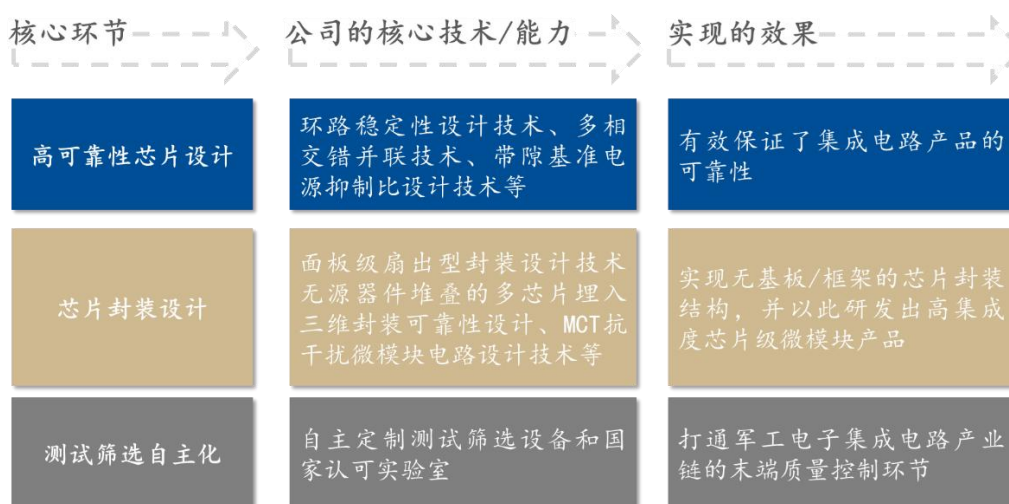 核心环节
公司的核心技术/能力
实现的效果
高可靠性芯片设计
环路稳定性设计技术、多相
交错并联技术、带隙基准电
源抑制比设计技术等
有效保证了集成电路产品的
可靠性
芯片封装设计
面板级扇出型封装设计技术
无源器件堆叠的多芯片埋入
三维封装可靠性设计、MCT抗
干扰微模块电路设计技术等
实现无基板/框架的芯片封装
结构，并以此研发出高集成
度芯片级微模块产品
测试筛选自主化
自主定制测试筛选设备和国
家认可实验室
打通军工电子集成电路产业
链的末端质量控制环节